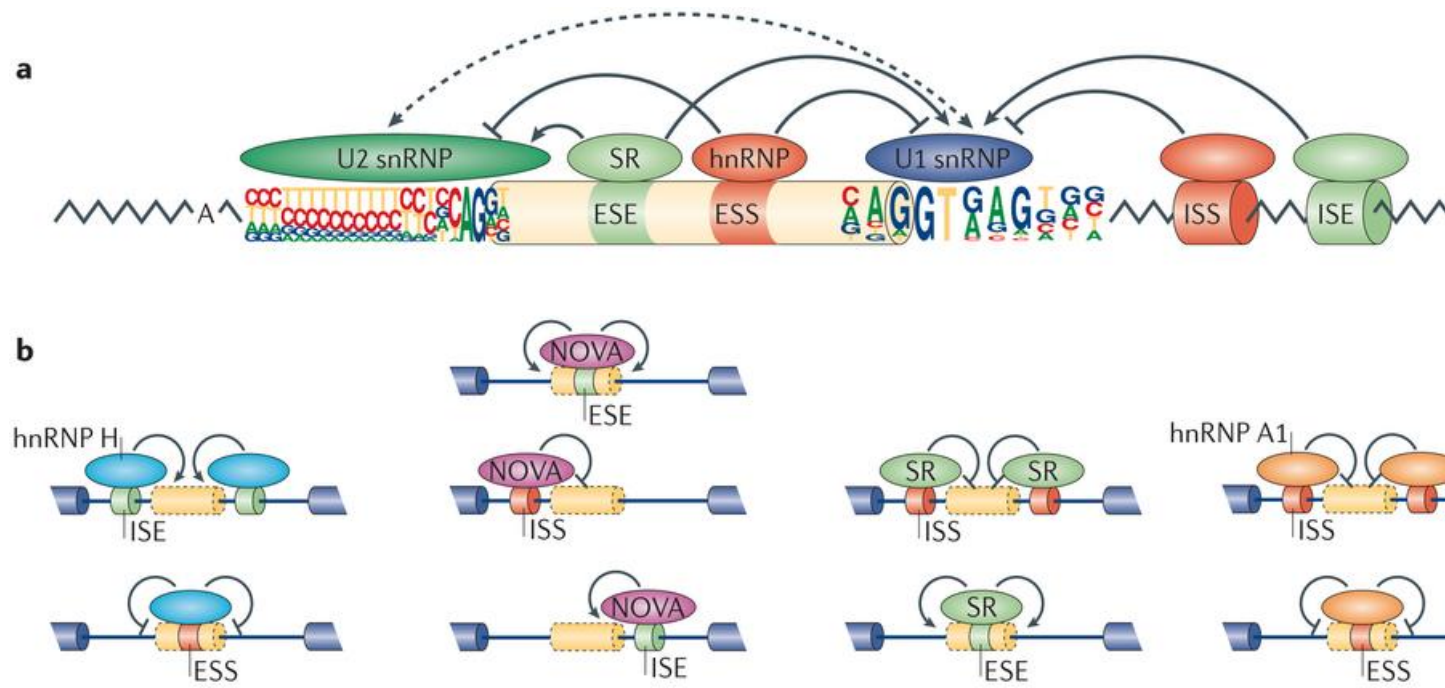 a
U2 snRNP SR hnRNP U1 snRNP
A ESE ESS ISS ISE
b
NOVA
ESE
hnRNP H
NOVA
SR SR
hnRNP A1
ISE
ISS
ISS
ISS
NOVA
SR
ESS
ISE
ESE
ESS